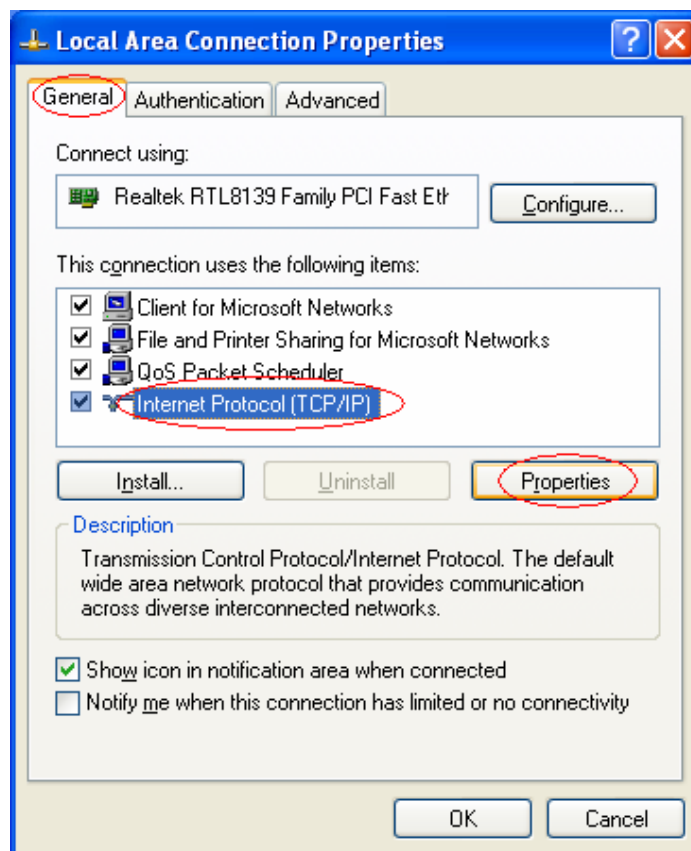 Local Area Connection Properties
General Authentication Advanced
Connect using:
Realtek RTL8139 Family PCI Fast Eth
Configure...
This connection uses the following items:
Client for Microsoft Networks
File and Printer Sharing for Microsoft Networks
QoS Packet Scheduler
Internet Protocol (TCP/IP)
Install... Uninstall Properties
Description
Transmission Control Protocol/Internet Protocol. The default
wide area network protocol that provides communication
across diverse interconnected networks.
Show icon in notification area when connected
Notify me when this connection has limited or no connectivity
OK Cancel